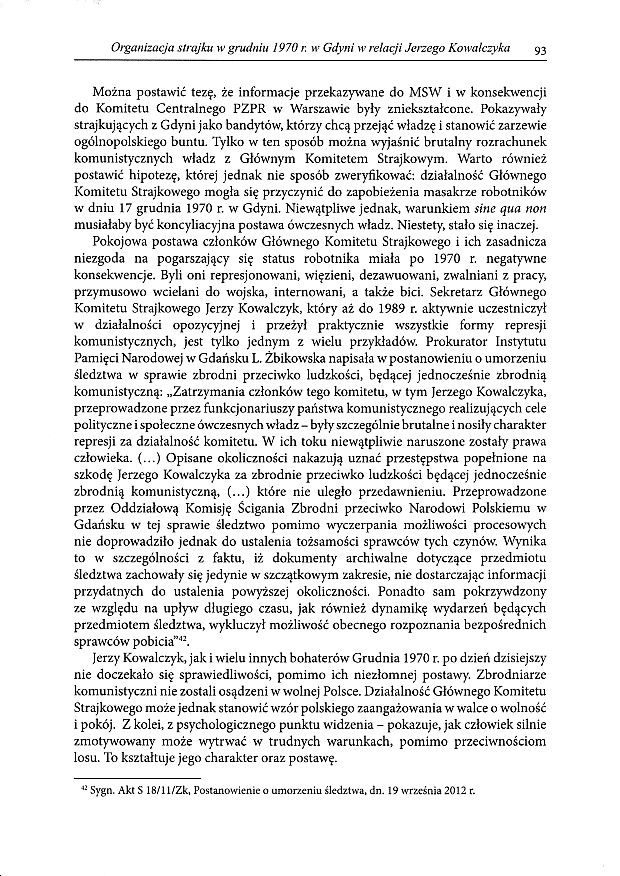 Organizacja strajku w grudniu 1970 r. w Gdyni w relacji Jerzego Kowalczyka 93
Można postawić tezę, że informacje przekazywane do MSW i w konsekwencji
do Komitetu Centralnego PZPR w Warszawie były zniekształcone. Pokazywały
strajkujących z Gdyni jako bandytów, którzy chcą przejąć władzę i stanowić zarzewie
ogólnopolskiego buntu. Tylko w ten sposób można wyjaśnić brutalny rozrachunek
komunistycznych władz z Głównym Komitetem Strajkowym. Warto również
postawić hipotezę, której jednak nie sposób zweryfikować: działalność Głównego
Komitetu Strajkowego mogła się przyczynić do zapobieżenia masakrze robotników
w dniu 17 grudnia 1970 r. w Gdyni. Niewątpliwe jednak, warunkiem sine qua non
musiałaby być koncyliacyjna postawa ówczesnych władz. Niestety, stało się inaczej.
Pokojowa postawa członków Głównego Komitetu Strajkowego i ich zasadnicza
niezgoda na pogarszający się status robotnika miała po 1970 r. negatywne
konsekwencje. Byli oni represjonowani, więzieni, dezawuowani, zwalniani z pracy,
przymusowo wcielani do wojska, internowani, a także bici. Sekretarz Głównego
Komitetu Strajkowego Jerzy Kowalczyk, który aż do 1989 r. aktywnie uczestniczył
w działalności opozycyjnej i przeżył praktycznie wszystkie formy represji
komunistycznych, jest tylko jednym z wielu przykładów. Prokurator Instytutu
Pamięci Narodowej w Gdańsku L. Żbikowska napisała w postanowieniu o umorzeniu
śledztwa w sprawie zbrodni przeciwko ludzkości, będącej jednocześnie zbrodnią
komunistyczną: „Zatrzymania członków tego komitetu, w tym Jerzego Kowalczyka,
przeprowadzone przez funkcjonariuszy państwa komunistycznego realizujących cele
polityczne i społeczne ówczesnych władz – były szczególnie brutalne i nosiły charakter
represji za działalność komitetu. W ich toku niewątpliwie naruszone zostały prawa
człowieka. (…) Opisane okoliczności nakazują uznać przestępstwa popełnione na
szkodę Jerzego Kowalczyka za zbrodnie przeciwko ludzkości będącej jednocześnie
zbrodnią komunistyczną, (…) które nie uległo przedawnieniu. Przeprowadzone
przez Oddziałową Komisję Ścigania Zbrodni przeciwko Narodowi Polskiemu w
Gdańsku w tej sprawie śledztwo pomimo wyczerpania możliwości procesowych
nie doprowadziło jednak do ustalenia tożsamości sprawców tych czynów. Wynika
to w szczególności z faktu, iż dokumenty archiwalne dotyczące przedmiotu
śledztwa zachowały się jedynie w szczątkowym zakresie, nie dostarczając informacji
przydatnych do ustalenia powyższej okoliczności. Ponadto sam pokrzywdzony
ze względu na upływ długiego czasu, jak również dynamikę wydarzeń będących
przedmiotem śledztwa, wykluczył możliwość obecnego rozpoznania bezpośrednich
sprawców pobicia”⁴².
Jerzy Kowalczyk, jak i wielu innych bohaterów Grudnia 1970 r. po dzień dzisiejszy
nie doczekało się sprawiedliwości, pomimo ich niezłomnej postawy. Zbrodniarze
komunistyczni nie zostali osądzeni w wolnej Polsce. Działalność Głównego Komitetu
Strajkowego może jednak stanowić wzór polskiego zaangażowania w walce o wolność
i pokój. Z kolei, z psychologicznego punktu widzenia – pokazuje, jak człowiek silnie
zmotywowany może wytrwać w trudnych warunkach, pomimo przeciwnościom
losu. To kształtuje jego charakter oraz postawę.
⁴² Sygn. Akt S 18/11/Zk, Postanowienie o umorzeniu śledztwa, dn. 19 września 2012 r.